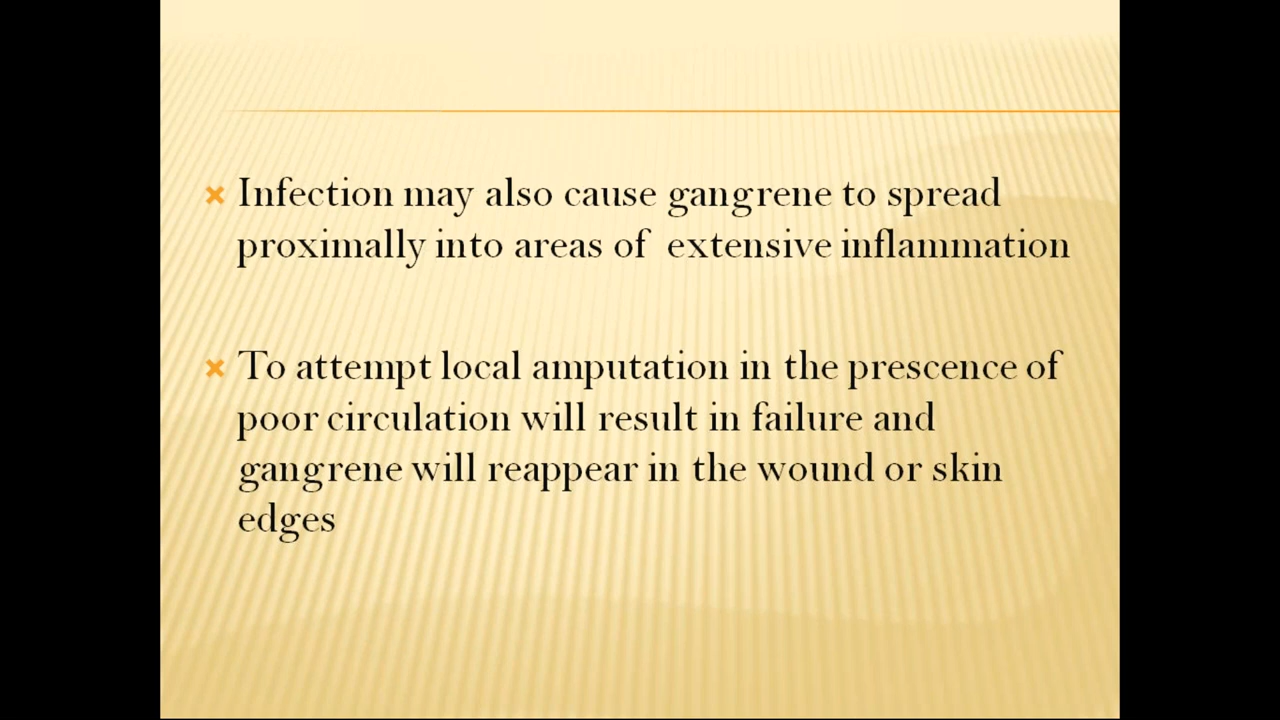 Infection may also cause gangrene to spread
proximally into areas of extensive inflammation
To attempt local amputation in the prescence of
poor circulation will result in failure and
gangrene will reappear in the wound or skin
edges